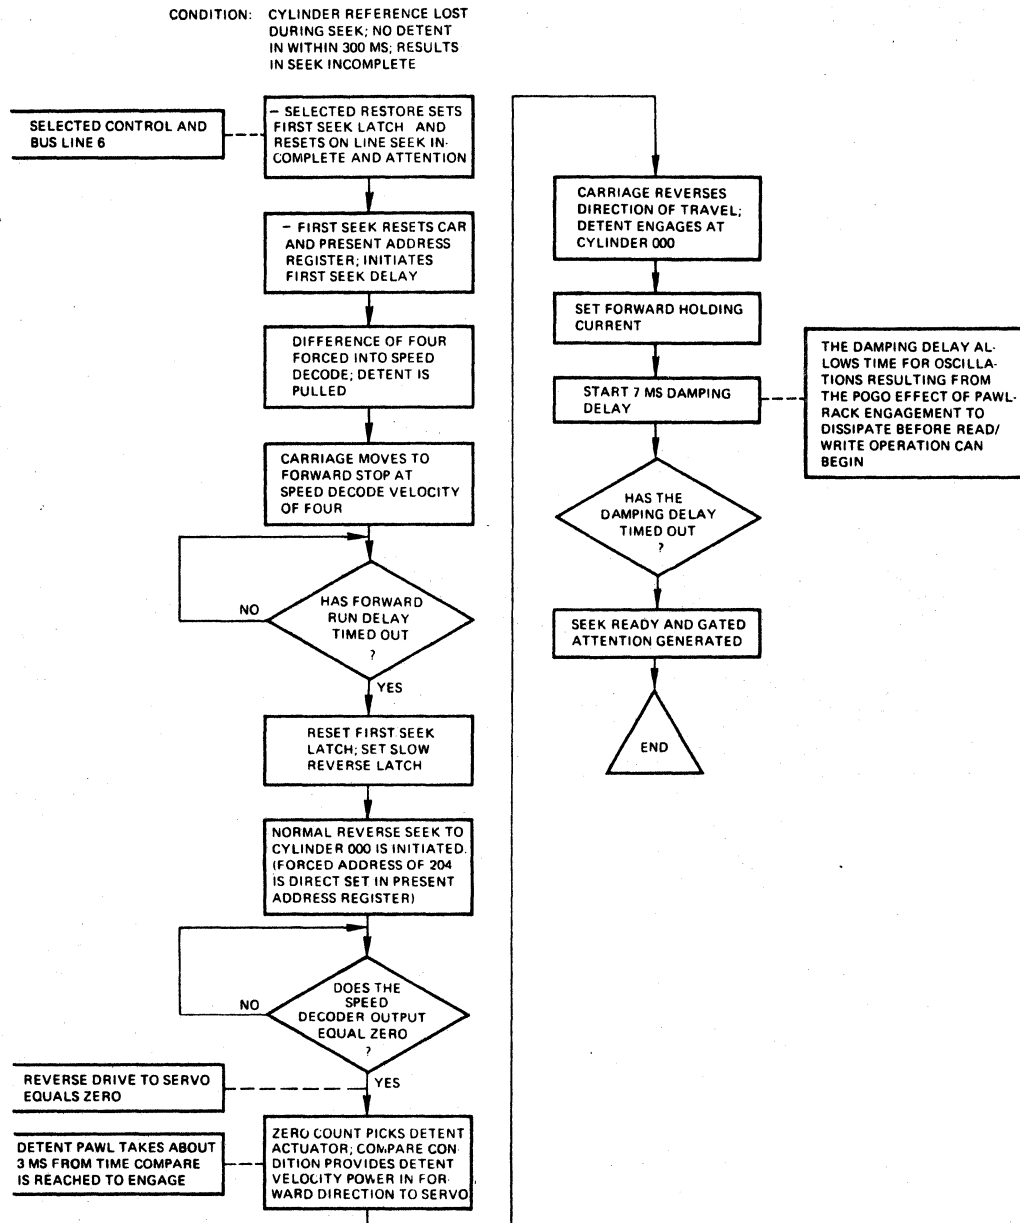 CONDITION: CYLINDER REFERENCE LOST
DURING SEEK; NO DETENT
IN WITHIN 300 MS; RESULTS
IN SEEK INCOMPLETE
SELECTED CONTROL AND
BUS LINE 6
– SELECTED RESTORE SETS
FIRST SEEK LATCH AND
RESETS ON LINE SEEK IN-
COMPLETE AND ATTENTION
– FIRST SEEK RESETS CAR
AND PRESENT ADDRESS
REGISTER; INITIATES
FIRST SEEK DELAY
DIFFERENCE OF FOUR
FORCED INTO SPEED
DECODE; DETENT IS
PULLED
CARRIAGE MOVES TO
FORWARD STOP AT
SPEED DECODE VELOCITY
OF FOUR
HAS FORWARD
RUN DELAY
TIMED OUT
?
NO
YES
RESET FIRST SEEK
LATCH; SET SLOW
REVERSE LATCH
NORMAL REVERSE SEEK TO
CYLINDER 000 IS INITIATED.
(FORCED ADDRESS OF 204
IS DIRECT SET IN PRESENT
ADDRESS REGISTER)
DOES THE
SPEED
DECODER OUTPUT
EQUAL ZERO
?
NO
YES
REVERSE DRIVE TO SERVO
EQUALS ZERO
DETENT PAWL TAKES ABOUT
3 MS FROM TIME COMPARE
IS REACHED TO ENGAGE
ZERO COUNT PICKS DETENT
ACTUATOR; COMPARE CON-
DITION PROVIDES DETENT
VELOCITY POWER IN FOR-
WARD DIRECTION TO SERVO
CARRIAGE REVERSES
DIRECTION OF TRAVEL;
DETENT ENGAGES AT
CYLINDER 000
SET FORWARD HOLDING
CURRENT
START 7 MS DAMPING
DELAY
THE DAMPING DELAY AL-
LOWS TIME FOR OSCILLA-
TIONS RESULTING FROM
THE POGO EFFECT OF PAWL-
RACK ENGAGEMENT TO
DISSIPATE BEFORE READ/
WRITE OPERATION CAN
BEGIN
HAS THE
DAMPING DELAY
TIMED OUT
?
SEEK READY AND GATED
ATTENTION GENERATED
END